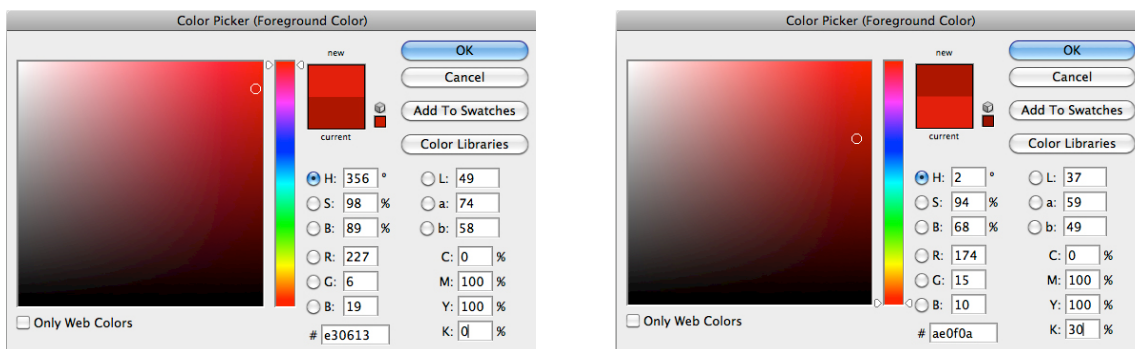 Color Picker (Foreground Color)
new
current
OK
Cancel
Add To Swatches
Color Libraries
H: 356 °
S: 98 %
B: 89 %
R: 227
G: 6
B: 19
L: 49
a: 74
b: 58
C: 0 %
M: 100 %
Y: 100 %
K: 0 %
Only Web Colors
# e30613
Color Picker (Foreground Color)
new
current
OK
Cancel
Add To Swatches
Color Libraries
H: 2 °
S: 94 %
B: 68 %
R: 174
G: 15
B: 10
L: 37
a: 59
b: 49
C: 0 %
M: 100 %
Y: 100 %
K: 30 %
Only Web Colors
# ae0f0a